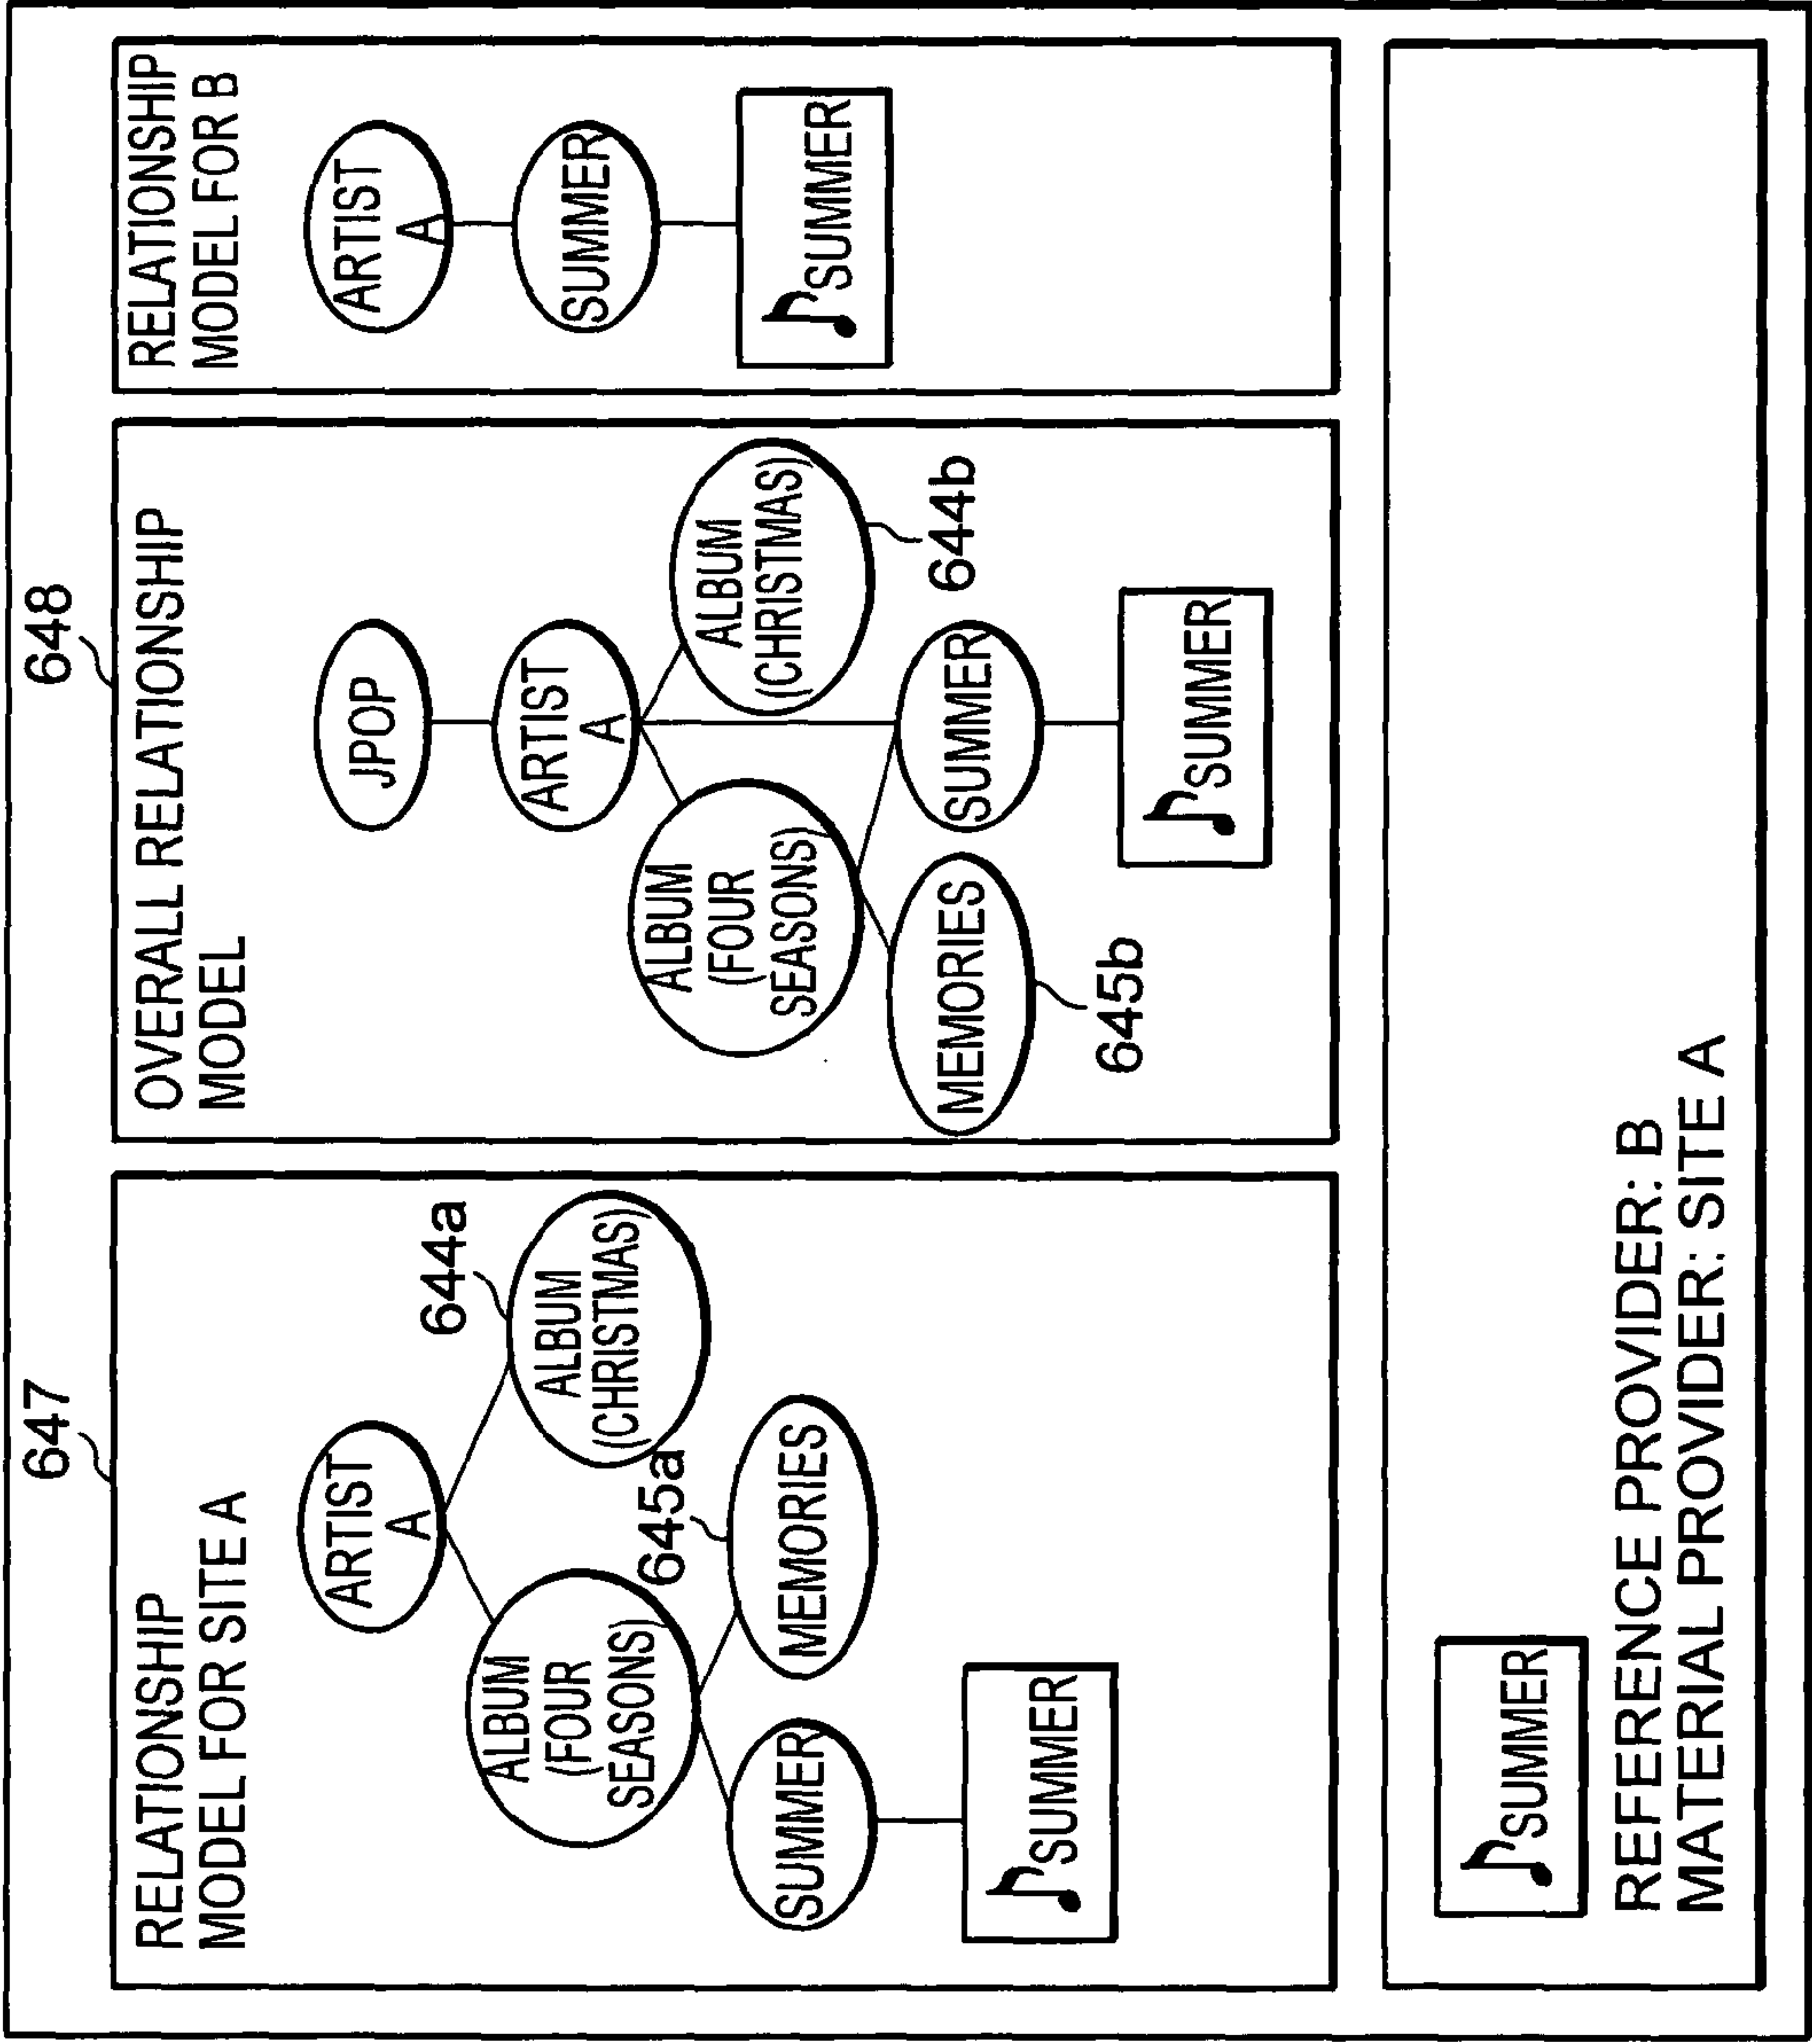 647
RELATIONSHIP
MODEL FOR SITE A
ARTIST
A
644a
ALBUM
(CHRISTMAS)
ALBUM
(FOUR
SEASONS)
645a
SUMMER
MEMORIES
♪SUMMER
648
OVERALL RELATIONSHIP
MODEL
JPOP
ARTIST
A
ALBUM
(FOUR
SEASONS)
ALBUM
(CHRISTMAS)
644b
MEMORIES
SUMMER
645b
♪SUMMER
RELATIONSHIP
MODEL FOR B
ARTIST
A
SUMMER
♪SUMMER
♪SUMMER
REFERENCE PROVIDER: B
MATERIAL PROVIDER: SITE A